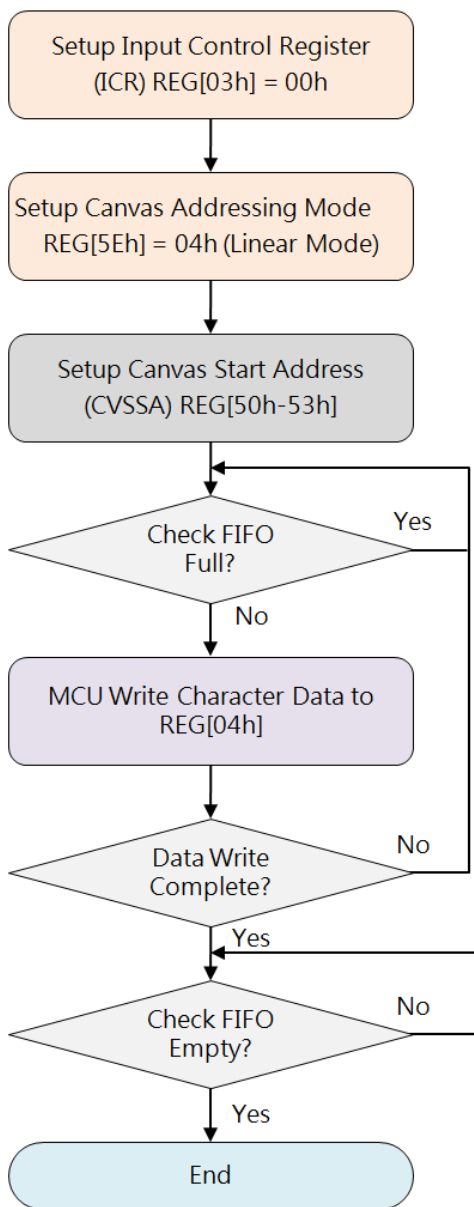 Setup Input Control Register
(ICR) REG[03h] = 00h
Setup Canvas Addressing Mode
REG[5Eh] = 04h (Linear Mode)
Setup Canvas Start Address
(CVSSA) REG[50h-53h]
Check FIFO
Full?
Yes
No
MCU Write Character Data to
REG[04h]
Data Write
Complete?
No
Yes
Check FIFO
Empty?
No
Yes
End